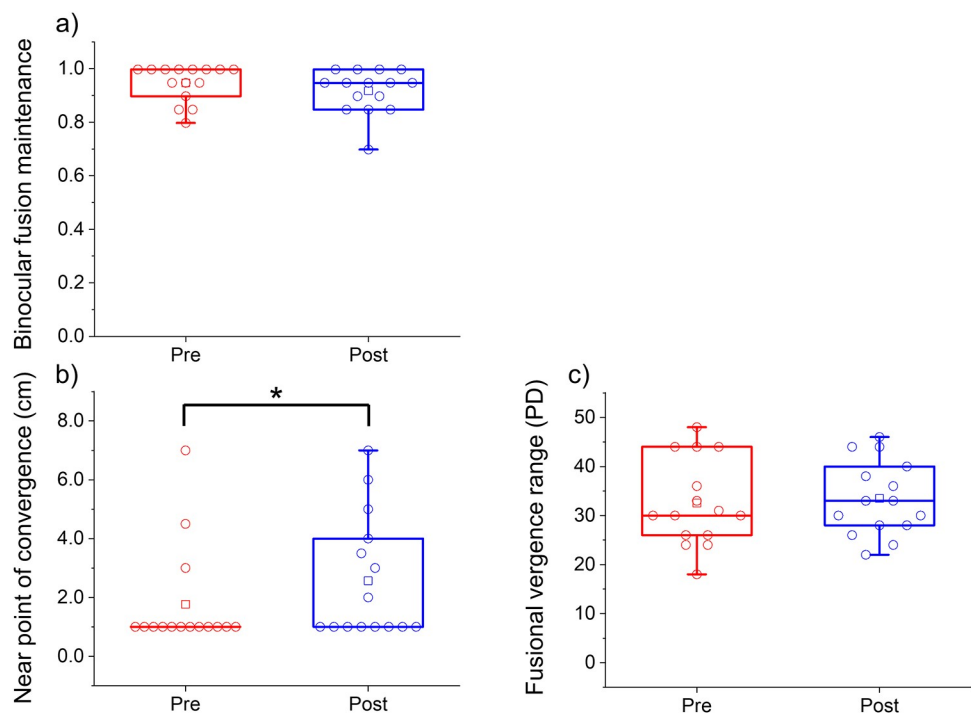 a)
Binocular fusion maintenance
1.0
0.8
0.6
0.4
0.2
0.0
Pre
Post
b)
Near point of convergence (cm)
*
8.0
6.0
4.0
2.0
0.0
Pre
Post
c)
Fusional vergence range (PD)
50
40
30
20
10
0
Pre
Post